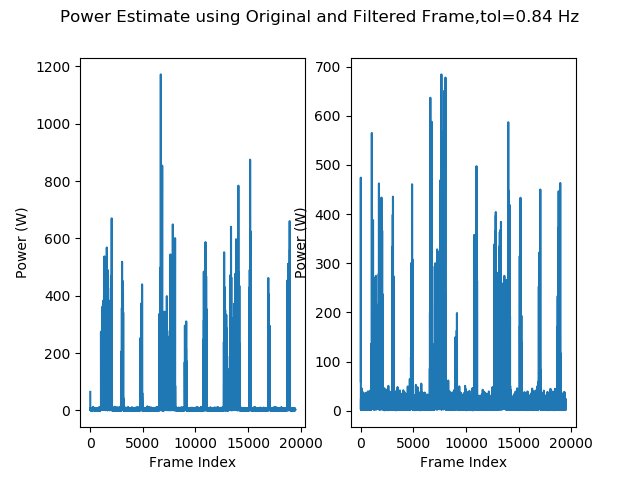 Power Estimate using Original and Filtered Frame,tol=0.84 Hz
Power (W)
1200
1000
800
600
400
200
0
0 5000 10000 15000 20000
Frame Index
Power (W)
700
600
500
400
300
200
100
0
0 5000 10000 15000 20000
Frame Index